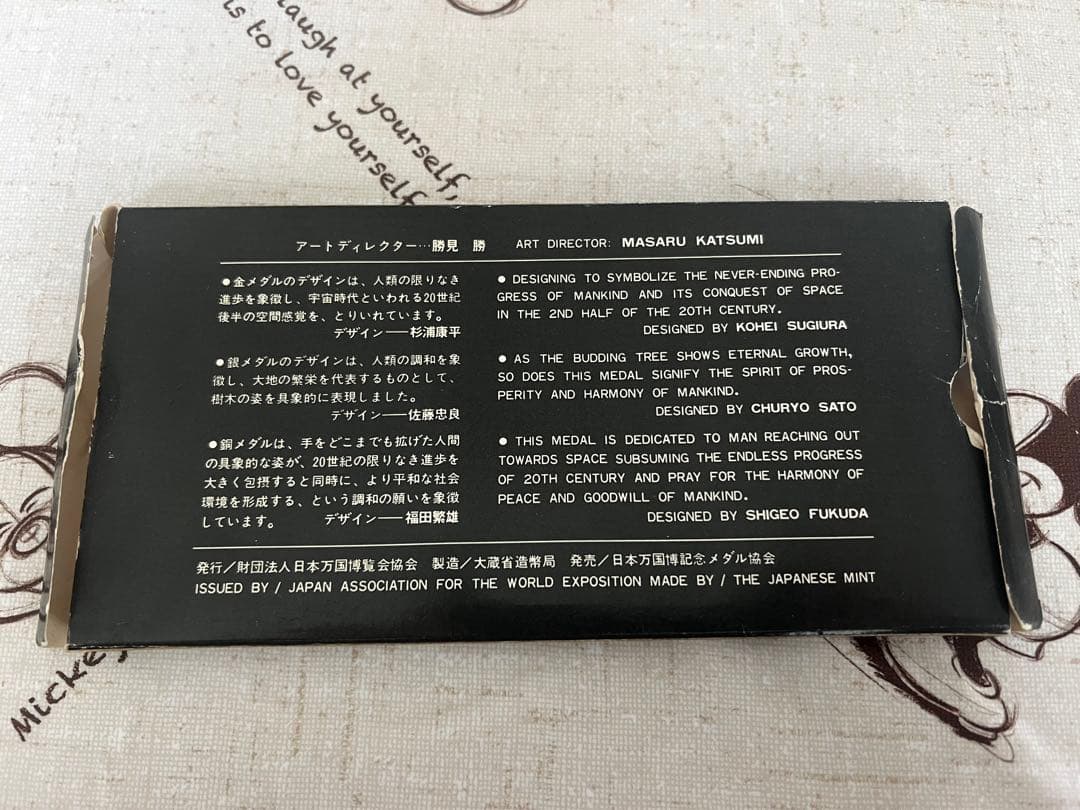 laugh at yourself,
is to love yourself
アートディレクター…勝見 勝 ART DIRECTOR: MASARU KATSUMI
●金メダルのデザインは、人類の限りなき
進歩を象徴し、宇宙時代といわれる20世紀
後半の空間感覚を、とりいれています。
デザイン——杉浦康平
●銀メダルのデザインは、人類の調和を象
徴し、大地の繁栄を代表するものとして、
樹木の姿を具象的に表現しました。
デザイン——佐藤忠良
●銅メダルは、手をどこまでも拡げた人間
の具象的な姿が、20世紀の限りなき進歩を
大きく包摂すると同時に、より平和な社会
環境を形成する、という調和の願いを象徴
しています。 デザイン——福田繁雄
● DESIGNING TO SYMBOLIZE THE NEVER-ENDING PRO-
GRESS OF MANKIND AND ITS CONQUEST OF SPACE
IN THE 2ND HALF OF THE 20TH CENTURY.
DESIGNED BY KOHEI SUGIURA
● AS THE BUDDING TREE SHOWS ETERNAL GROWTH,
SO DOES THIS MEDAL SIGNIFY THE SPIRIT OF PROS-
PERITY AND HARMONY OF MANKIND.
DESIGNED BY CHURYO SATO
● THIS MEDAL IS DEDICATED TO MAN REACHING OUT
TOWARDS SPACE SUBSUMING THE ENDLESS PROGRESS
OF 20TH CENTURY AND PRAY FOR THE HARMONY OF
PEACE AND GOODWILL OF MANKIND.
DESIGNED BY SHIGEO FUKUDA
発行／財団法人日本万国博覧会協会 製造／大蔵省造幣局 発売／日本万国博記念メダル協会
ISSUED BY / JAPAN ASSOCIATION FOR THE WORLD EXPOSITION MADE BY / THE JAPANESE MINT
Mickey